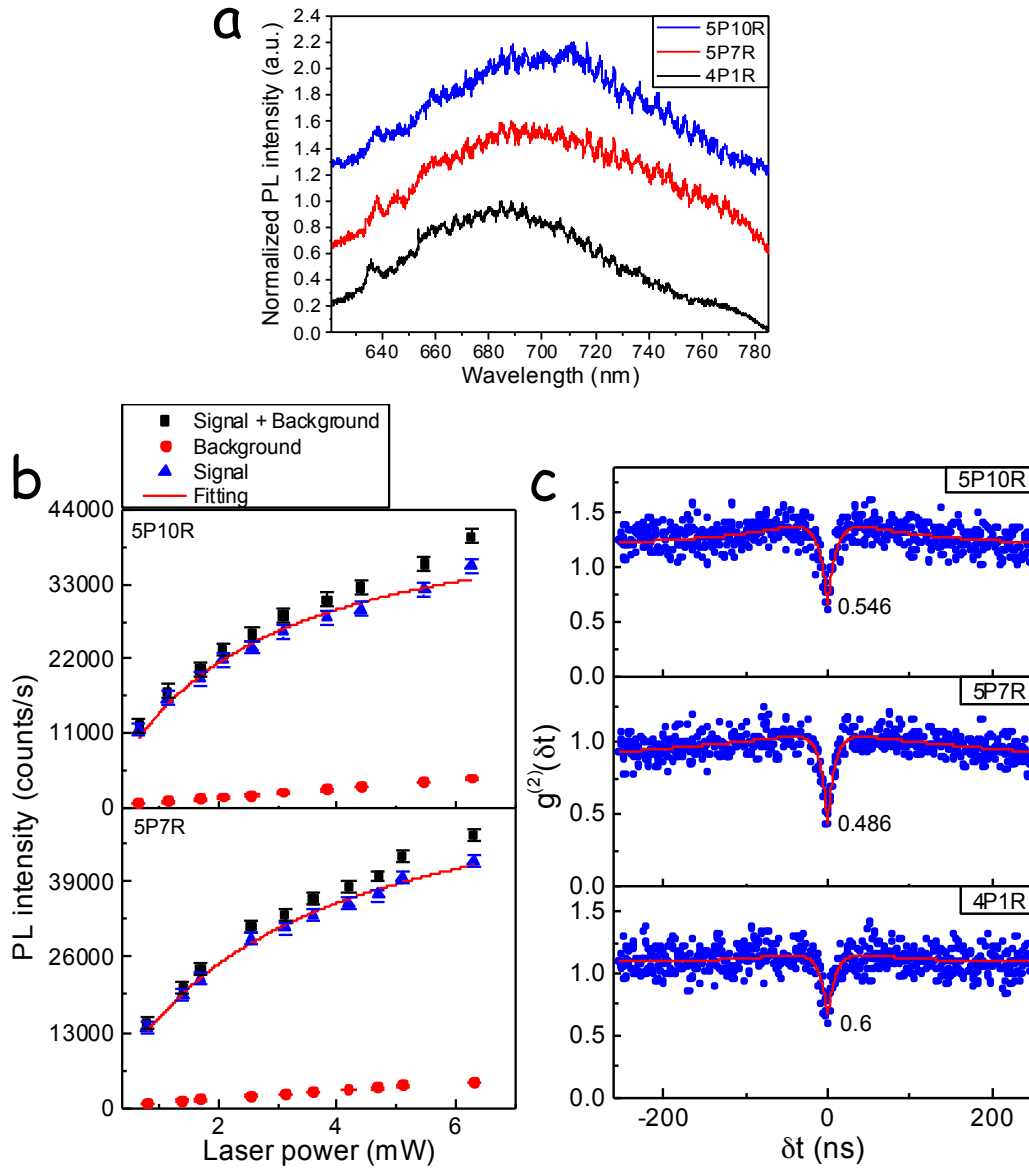 a
Normalized PL intensity (a.u.)
2.4
2.2
2.0
1.8
1.6
1.4
1.2
1.0
0.8
0.6
0.4
0.2
0.0
5P10R
5P7R
4P1R
640 660 680 700 720 740 760 780
Wavelength (nm)
b
Signal + Background
Background
Signal
Fitting
PL intensity (counts/s)
44000
33000
22000
11000
0
5P10R
39000
26000
13000
0
5P7R
0 2 4 6
Laser power (mW)
c
g(2)(δt)
5P10R
1.5
1.0
0.5
0.0
0.546
5P7R
1.0
0.5
0.0
0.486
4P1R
1.5
1.0
0.5
0.0
0.6
-200 0 200
δt (ns)